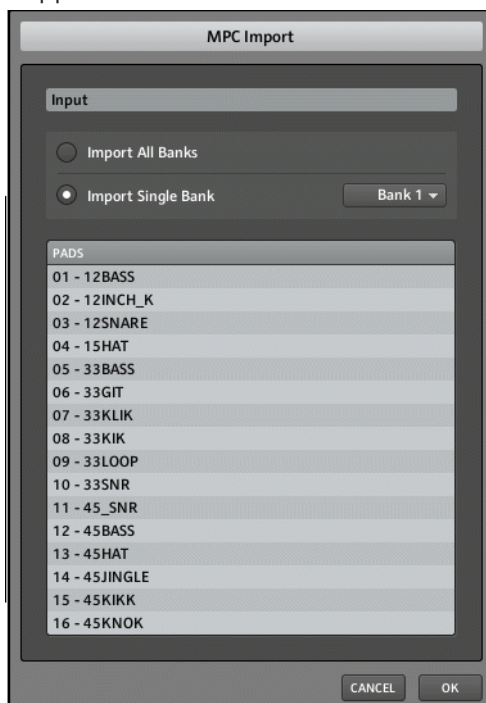 MPC Import
Input
Import All Banks
Import Single Bank Bank 1
PADS
01 - 12BASS
02 - 12INCH_K
03 - 12SNARE
04 - 15HAT
05 - 33BASS
06 - 33GIT
07 - 33KLIK
08 - 33KIK
09 - 33LOOP
10 - 33SNR
11 - 45_SNR
12 - 45BASS
13 - 45HAT
14 - 45JINGLE
15 - 45KIKK
16 - 45KNOK
CANCEL OK